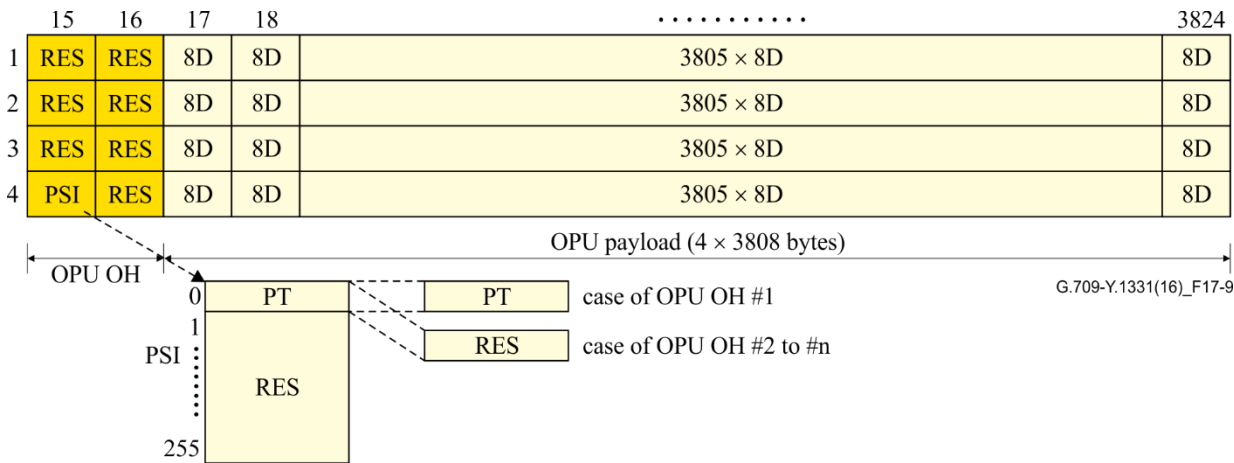 15 16 17 18 ........... 3824
1 RES RES 8D 8D 3805 × 8D 8D
2 RES RES 8D 8D 3805 × 8D 8D
3 RES RES 8D 8D 3805 × 8D 8D
4 PSI RES 8D 8D 3805 × 8D 8D
OPU payload (4 × 3808 bytes)
OPU OH
G.709-Y.1331(16)_F17-9
0 PT PT case of OPU OH #1
1
PSI RES case of OPU OH #2 to #n
RES
255